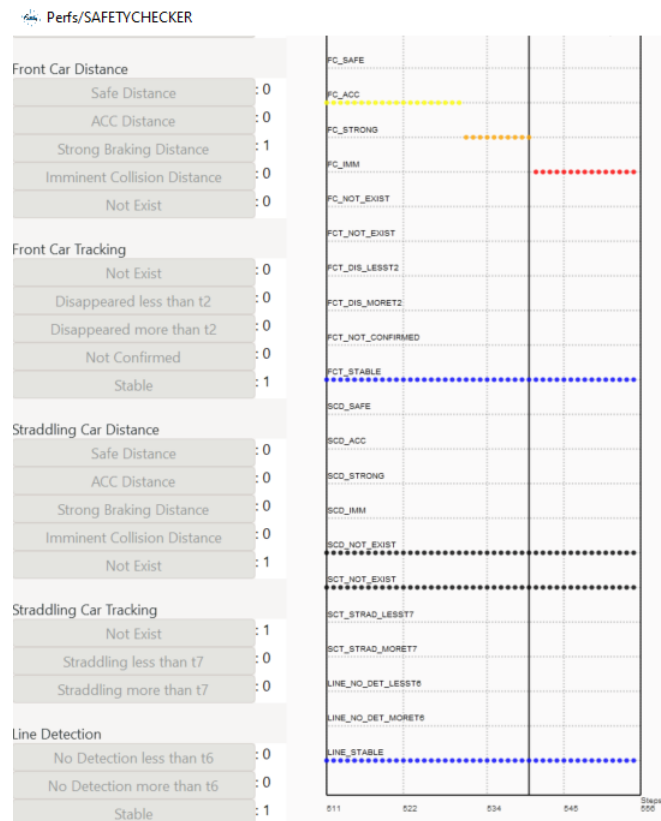 Perfs/SAFETYCHECKER
Front Car Distance
Safe Distance : 0
ACC Distance : 0
Strong Braking Distance : 1
Imminent Collision Distance : 0
Not Exist : 0
Front Car Tracking
Not Exist : 0
Disappeared less than t2 : 0
Disappeared more than t2 : 0
Not Confirmed : 0
Stable : 1
Straddling Car Distance
Safe Distance : 0
ACC Distance : 0
Strong Braking Distance : 0
Imminent Collision Distance : 0
Not Exist : 1
Straddling Car Tracking
Not Exist : 1
Straddling less than t7 : 0
Straddling more than t7 : 0
Line Detection
No Detection less than t6 : 0
No Detection more than t6 : 0
Stable : 1
FC_SAFE
FC_ACC
FC_STRONG
FC_IMM
FC_NOT_EXIST
FCT_NOT_EXIST
FCT_DIS_LESST2
FCT_DIS_MORET2
FCT_NOT_CONFIRMED
FCT_STABLE
SCD_SAFE
SCD_ACC
SCD_STRONG
SCD_IMM
SCD_NOT_EXIST
SCT_NOT_EXIST
SCT_STRAD_LESST7
SCT_STRAD_MORET7
LINE_NO_DET_LESST6
LINE_NO_DET_MORET6
LINE_STABLE
Steps
511 522 534 545 556